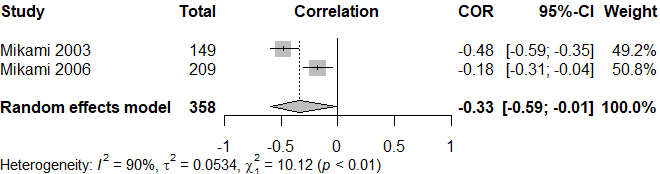 Study Total Correlation COR 95%-CI Weight
Mikami 2003 149 -0.48 [-0.59; -0.35] 49.2%
Mikami 2006 209 -0.18 [-0.31; -0.04] 50.8%
Random effects model 358 -0.33 [-0.59; -0.01] 100.0%
-1 -0.5 0 0.5 1
Heterogeneity: I² = 90%, τ² = 0.0534, χ²₁ = 10.12 (p < 0.01)